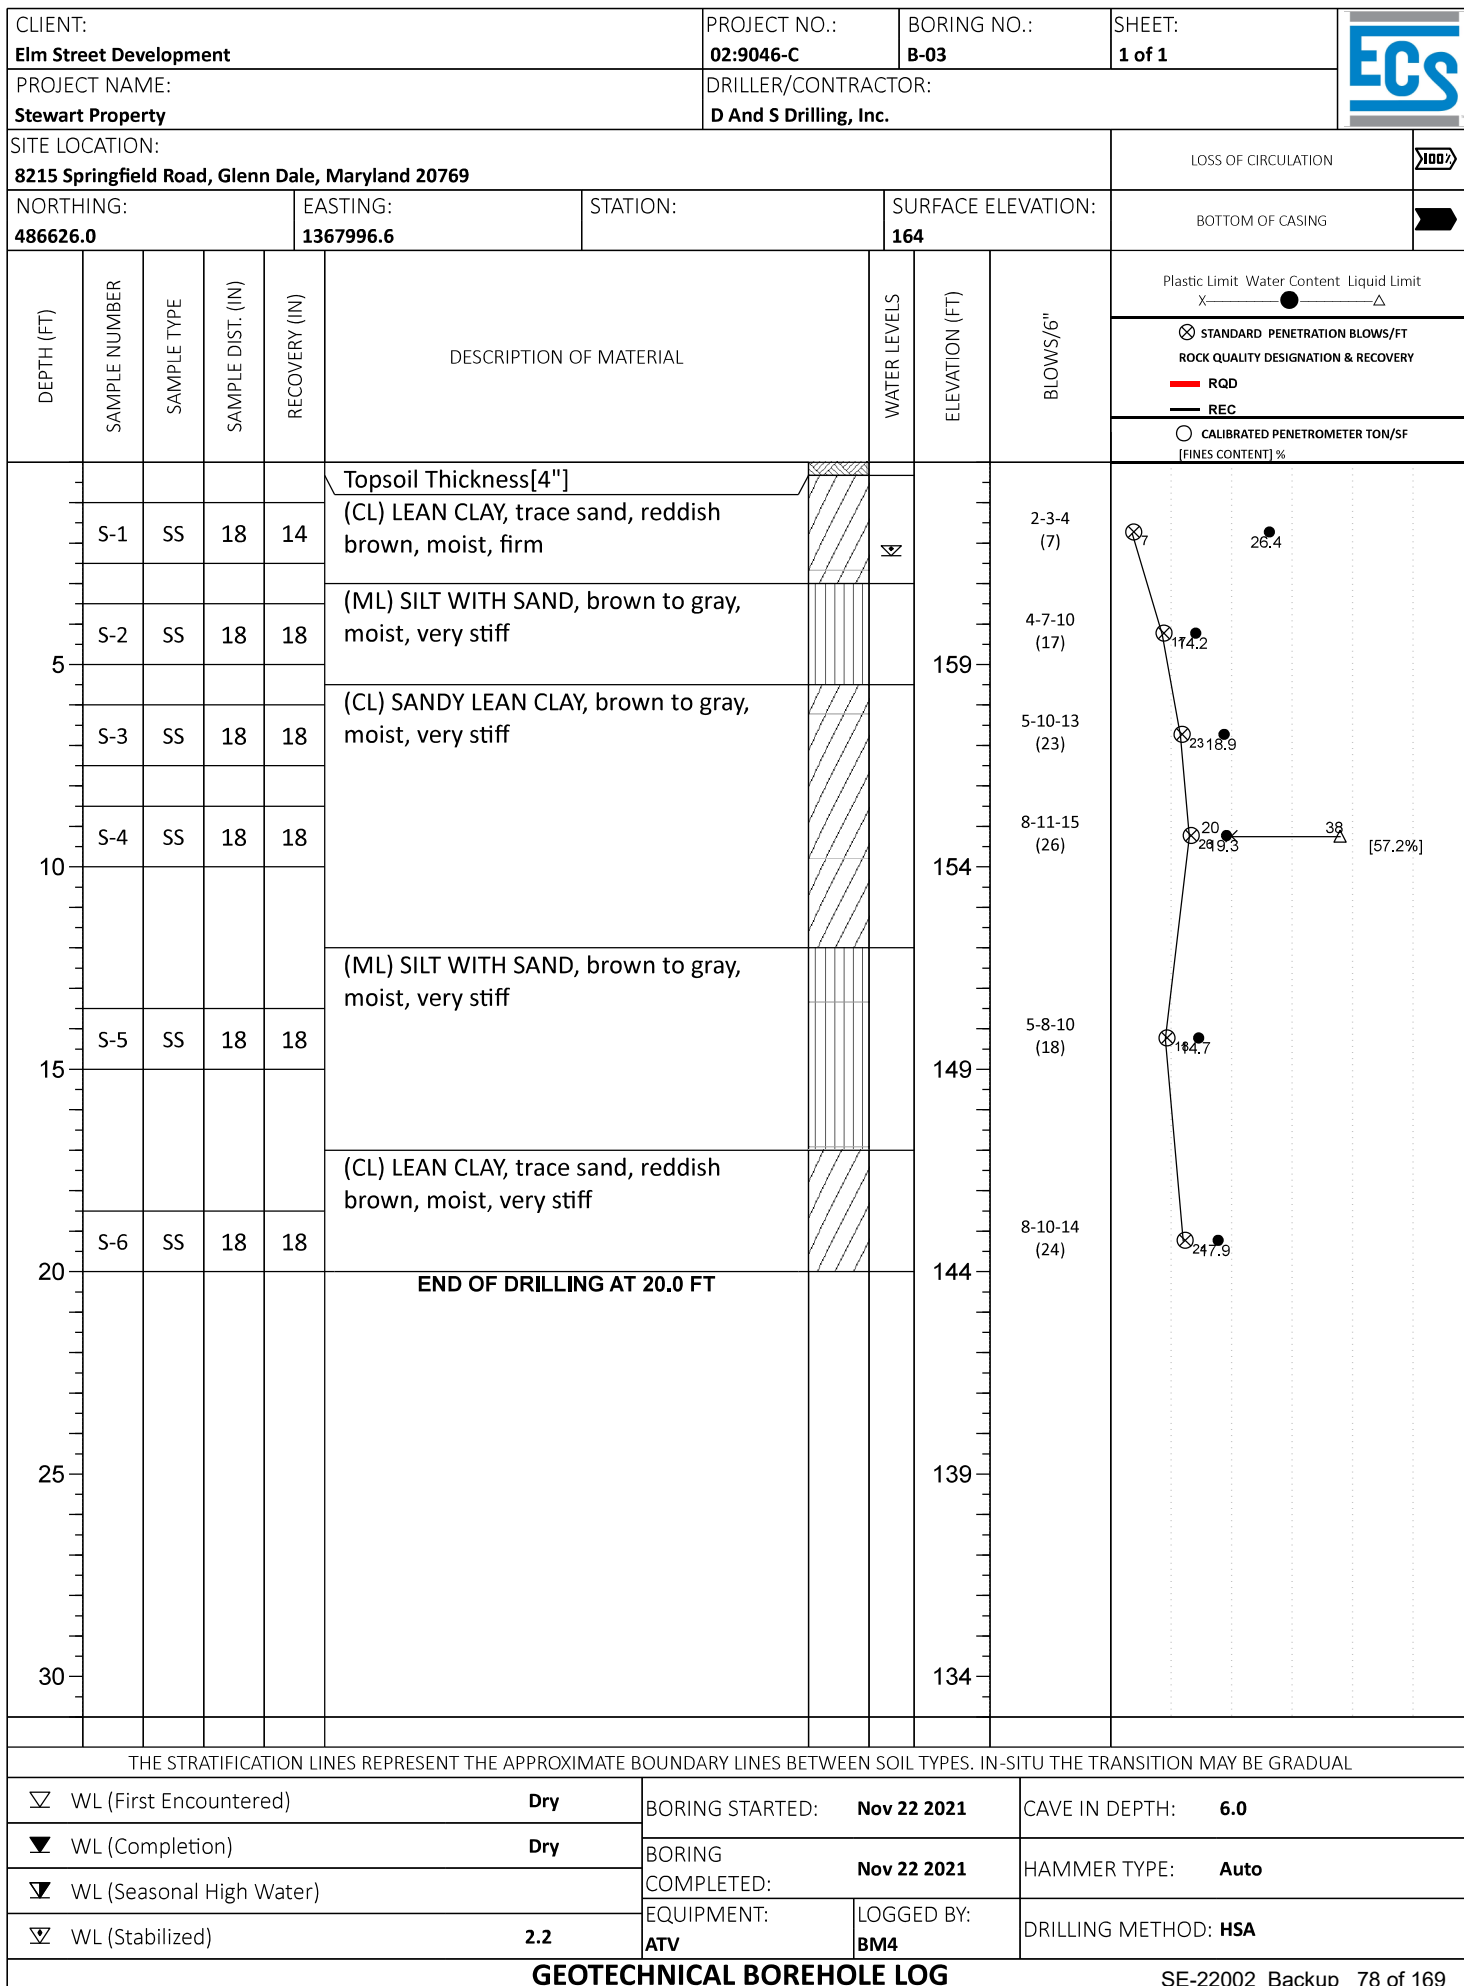 CLIENT:
Elm Street Development
PROJECT NO.:
02:9046-C
BORING NO.:
B-03
SHEET:
1 of 1
ECS
PROJECT NAME:
Stewart Property
DRILLER/CONTRACTOR:
D And S Drilling, Inc.
SITE LOCATION:
8215 Springfield Road, Glenn Dale, Maryland 20769
LOSS OF CIRCULATION
100%
NORTHING:
486626.0
EASTING:
1367996.6
STATION:
SURFACE ELEVATION:
164
BOTTOM OF CASING
DEPTH (FT)
SAMPLE NUMBER
SAMPLE TYPE
SAMPLE DIST. (IN)
RECOVERY (IN)
DESCRIPTION OF MATERIAL
WATER LEVELS
ELEVATION (FT)
BLOWS/6"
Plastic Limit Water Content Liquid Limit
X
STANDARD PENETRATION BLOWS/FT
ROCK QUALITY DESIGNATION & RECOVERY
RQD
REC
CALIBRATED PENETROMETER TON/SF
[FINES CONTENT] %
Topsoil Thickness[4"]
(CL) LEAN CLAY, trace sand, reddish
brown, moist, firm
S-1 SS 18 14
2-3-4
(7)
7
26.4
(ML) SILT WITH SAND, brown to gray,
moist, very stiff
S-2 SS 18 18
4-7-10
(17)
17
14.2
5
159
(CL) SANDY LEAN CLAY, brown to gray,
moist, very stiff
S-3 SS 18 18
5-10-13
(23)
23
18.9
S-4 SS 18 18
8-11-15
(26)
20
38
26
19.3
[57.2%]
10
154
(ML) SILT WITH SAND, brown to gray,
moist, very stiff
S-5 SS 18 18
5-8-10
(18)
18
14.7
15
149
(CL) LEAN CLAY, trace sand, reddish
brown, moist, very stiff
S-6 SS 18 18
8-10-14
(24)
24
17.9
20
144
END OF DRILLING AT 20.0 FT
25
139
30
134
THE STRATIFICATION LINES REPRESENT THE APPROXIMATE BOUNDARY LINES BETWEEN SOIL TYPES. IN-SITU THE TRANSITION MAY BE GRADUAL
WL (First Encountered) Dry
WL (Completion) Dry
WL (Seasonal High Water)
WL (Stabilized) 2.2
BORING STARTED: Nov 22 2021
BORING
COMPLETED:
Nov 22 2021
EQUIPMENT:
ATV
LOGGED BY:
BM4
CAVE IN DEPTH: 6.0
HAMMER TYPE: Auto
DRILLING METHOD: HSA
GEOTECHNICAL BOREHOLE LOG
SE-22002_Backup 78 of 169